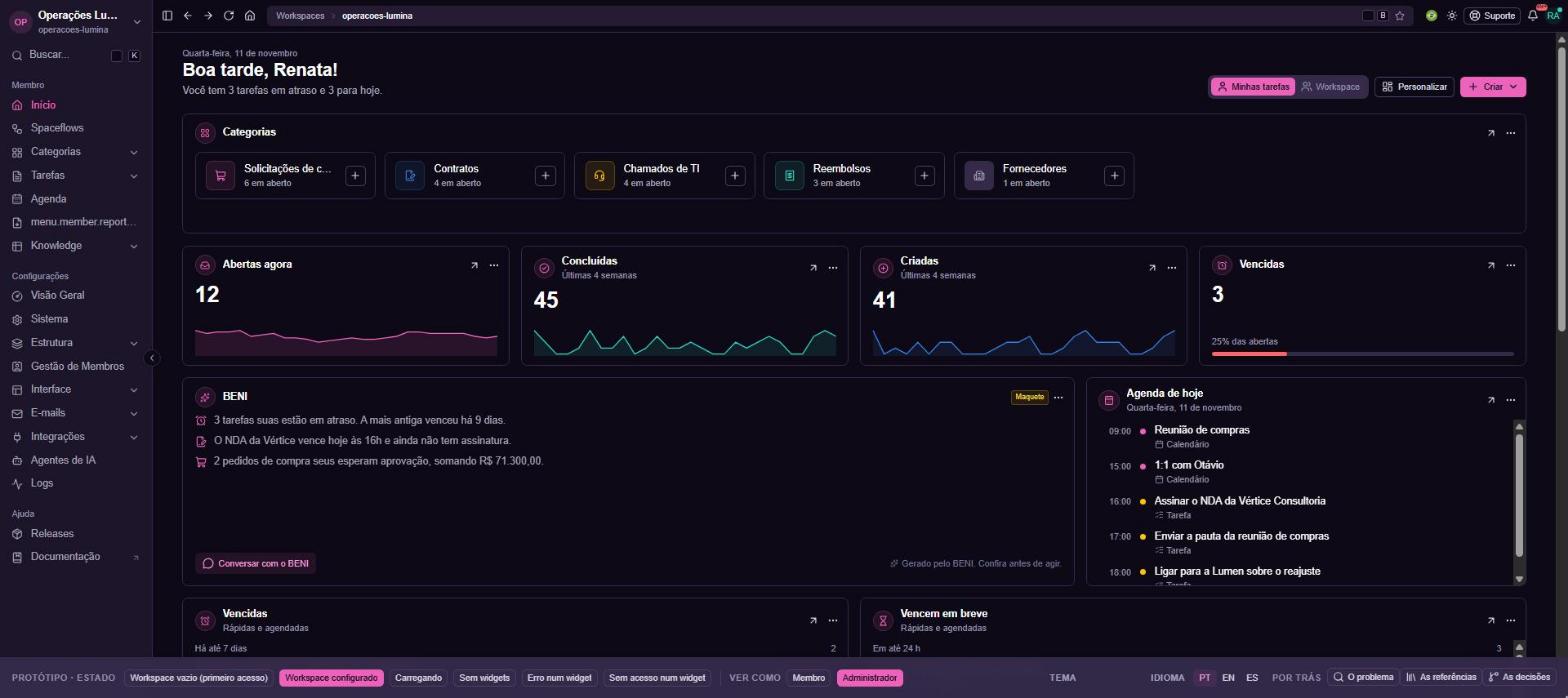 OP Operações Lu...
operacoes-lumina
Workspaces operacoes-lumina
B
Suporte
RA
Buscar... K
Membro
Início
Spaceflows
Categorias
Tarefas
Agenda
menu.member.report...
Knowledge
Configurações
Visão Geral
Sistema
Estrutura
Gestão de Membros
Interface
E-mails
Integrações
Agentes de IA
Logs
Ajuda
Releases
Documentação
Quarta-feira, 11 de novembro
Boa tarde, Renata!
Você tem 3 tarefas em atraso e 3 para hoje.
Minhas tarefas Workspace Personalizar Criar
Categorias
Solicitações de c...
6 em aberto
Contratos
4 em aberto
Chamados de TI
4 em aberto
Reembolsos
3 em aberto
Fornecedores
1 em aberto
Abertas agora
12
Concluídas
Últimas 4 semanas
45
Criadas
Últimas 4 semanas
41
Vencidas
3
25% das abertas
BENI
Maquete
3 tarefas suas estão em atraso. A mais antiga venceu há 9 dias.
O NDA da Vértice vence hoje às 16h e ainda não tem assinatura.
2 pedidos de compra seus esperam aprovação, somando R$ 71.300,00.
Conversar com o BENI
Gerado pelo BENI. Confira antes de agir.
Agenda de hoje
Quarta-feira, 11 de novembro
09:00 Reunião de compras
Calendário
15:00 1:1 com Otávio
Calendário
16:00 Assinar o NDA da Vértice Consultoria
Tarefa
17:00 Enviar a pauta da reunião de compras
Tarefa
18:00 Ligar para a Lumen sobre o reajuste
Tarefa
Vencidas
Rápidas e agendadas
Há até 7 dias 2
Vencem em breve
Rápidas e agendadas
Em até 24 h 3
PROTÓTIPO - ESTADO Workspace vazio (primeiro acesso) Workspace configurado Carregando Sem widgets Erro num widget Sem acesso num widget VER COMO Membro Administrador TEMA IDIOMA PT EN ES POR TRÁS O problema As referências As decisões